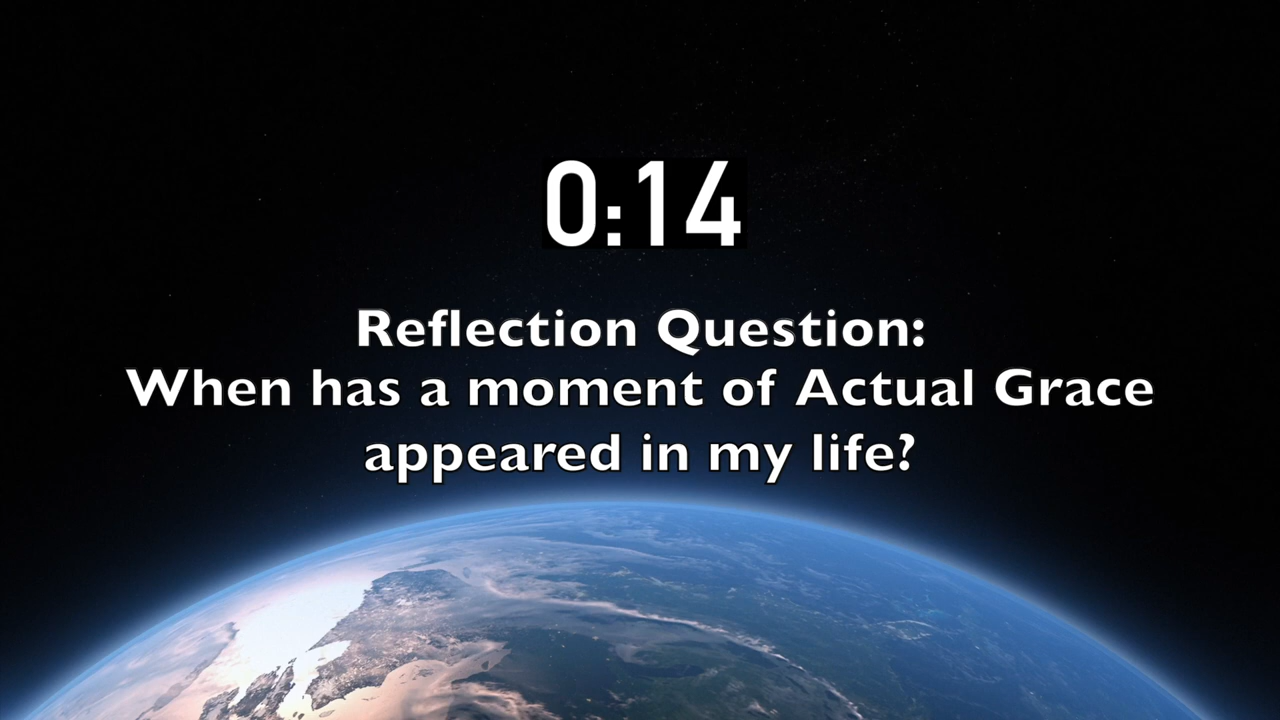 0:14
Reflection Question:
When has a moment of Actual Grace
appeared in my life?